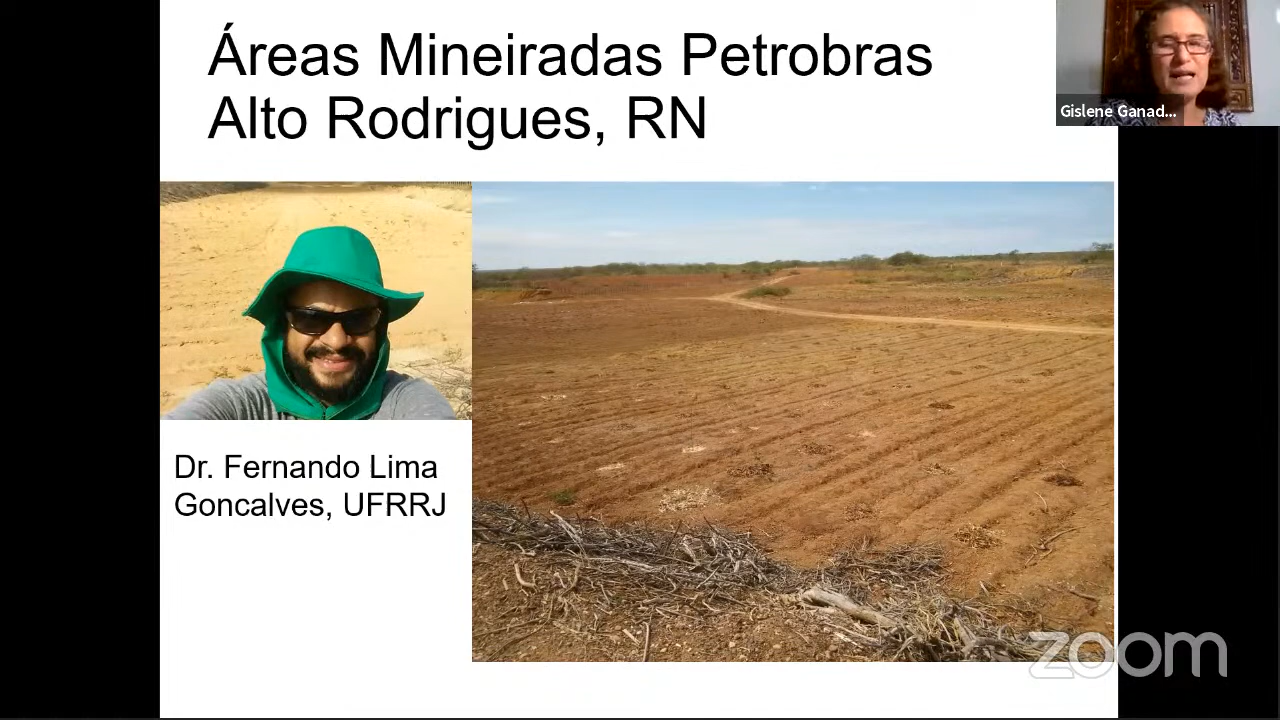 Áreas Mineiradas Petrobras
Alto Rodrigues, RN
Gislene Ganad...
Dr. Fernando Lima
Goncalves, UFRRJ
zoom